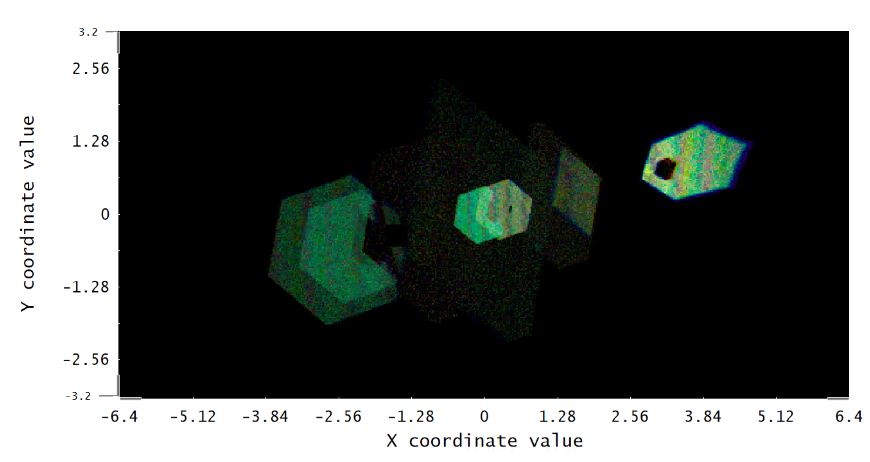 3.2
2.56
1.28
0
-1.28
-2.56
-3.2
Y coordinate value
-6.4 -5.12 -3.84 -2.56 -1.28 0 1.28 2.56 3.84 5.12 6.4
X coordinate value